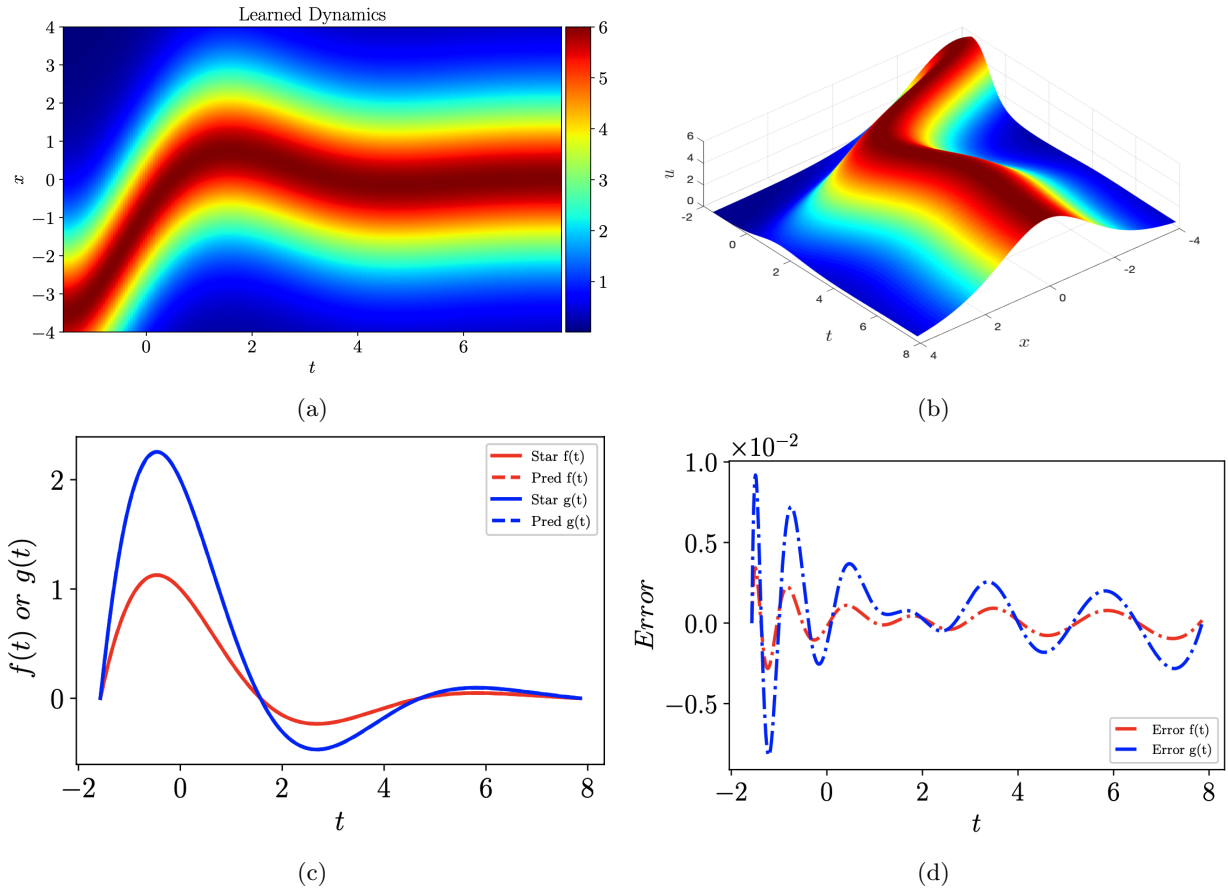 Learned Dynamics
4
3
2
1
0
−1
−2
−3
−4
x
0
2
4
6
t
6
5
4
3
2
1
(a)
6
4
2
0
u
−2
0
2
4
6
8
t
4
2
0
−2
−4
x
(b)
2
1
0
f(t) or g(t)
−2
0
2
4
6
8
t
Star f(t)
Pred f(t)
Star g(t)
Pred g(t)
(c)
×10⁻²
1.0
0.5
0.0
−0.5
Error
−2
0
2
4
6
8
t
Error f(t)
Error g(t)
(d)